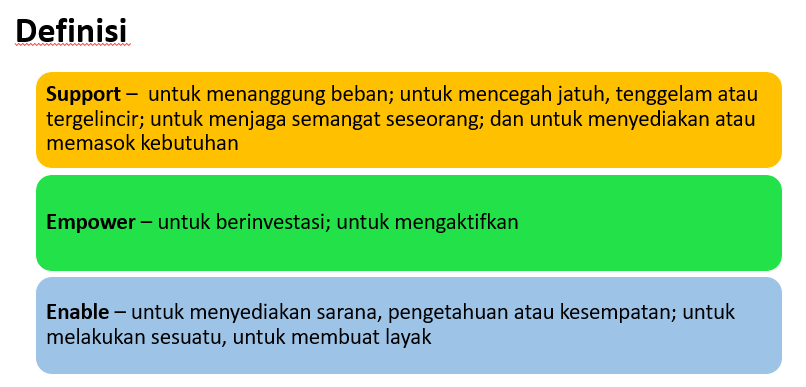 Definisi
Support – untuk menanggung beban; untuk mencegah jatuh, tenggelam atau
tergelincir; untuk menjaga semangat seseorang; dan untuk menyediakan atau
memasok kebutuhan
Empower – untuk berinvestasi; untuk mengaktifkan
Enable – untuk menyediakan sarana, pengetahuan atau kesempatan; untuk
melakukan sesuatu, untuk membuat layak